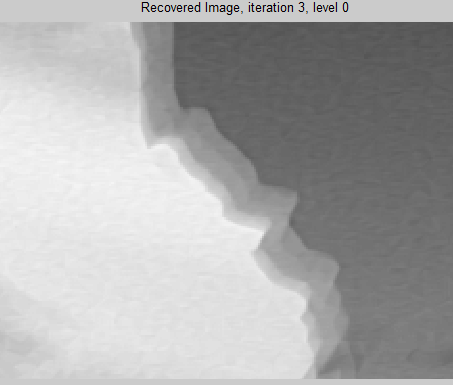 Recovered Image, iteration 3, level 0